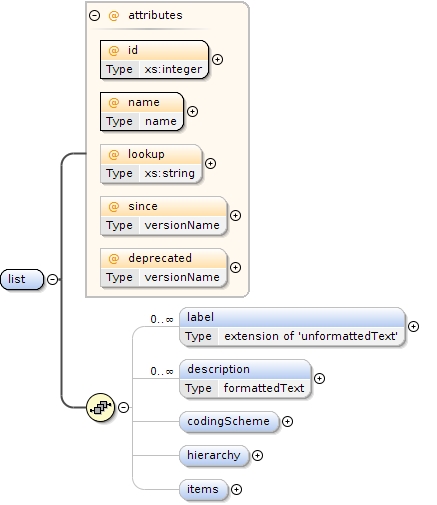 attributes
@ id
Type xs:integer
@ name
Type name
@ lookup
Type xs:string
@ since
Type versionName
@ deprecated
Type versionName
list
0..∞ label
Type extension of 'unformattedText'
0..∞ description
Type formattedText
codingScheme
hierarchy
items